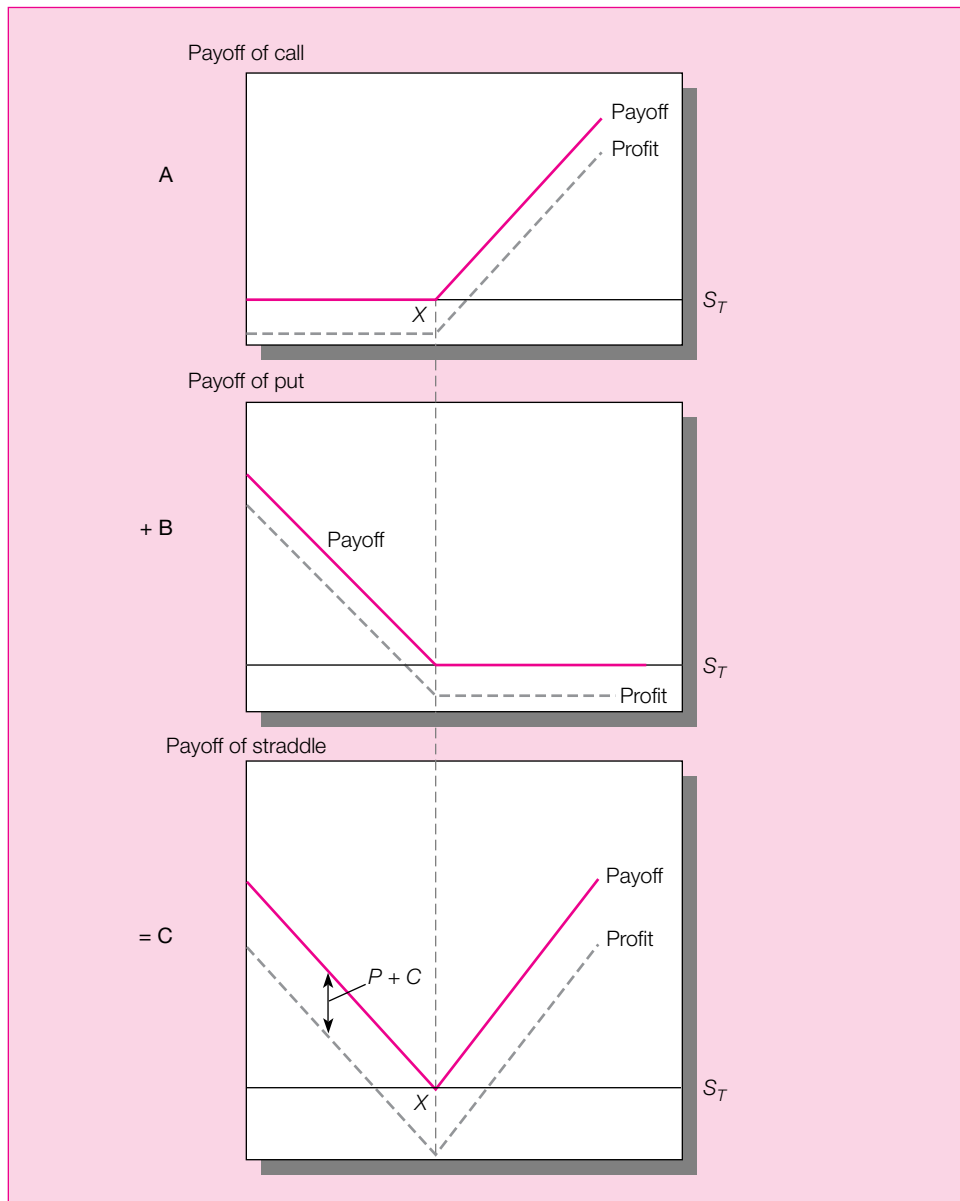 Payoff of call
Payoff
Profit
A
X
S_T
Payoff of put
+ B
Payoff
S_T
Profit
Payoff of straddle
Payoff
= C
Profit
P + C
X
S_T